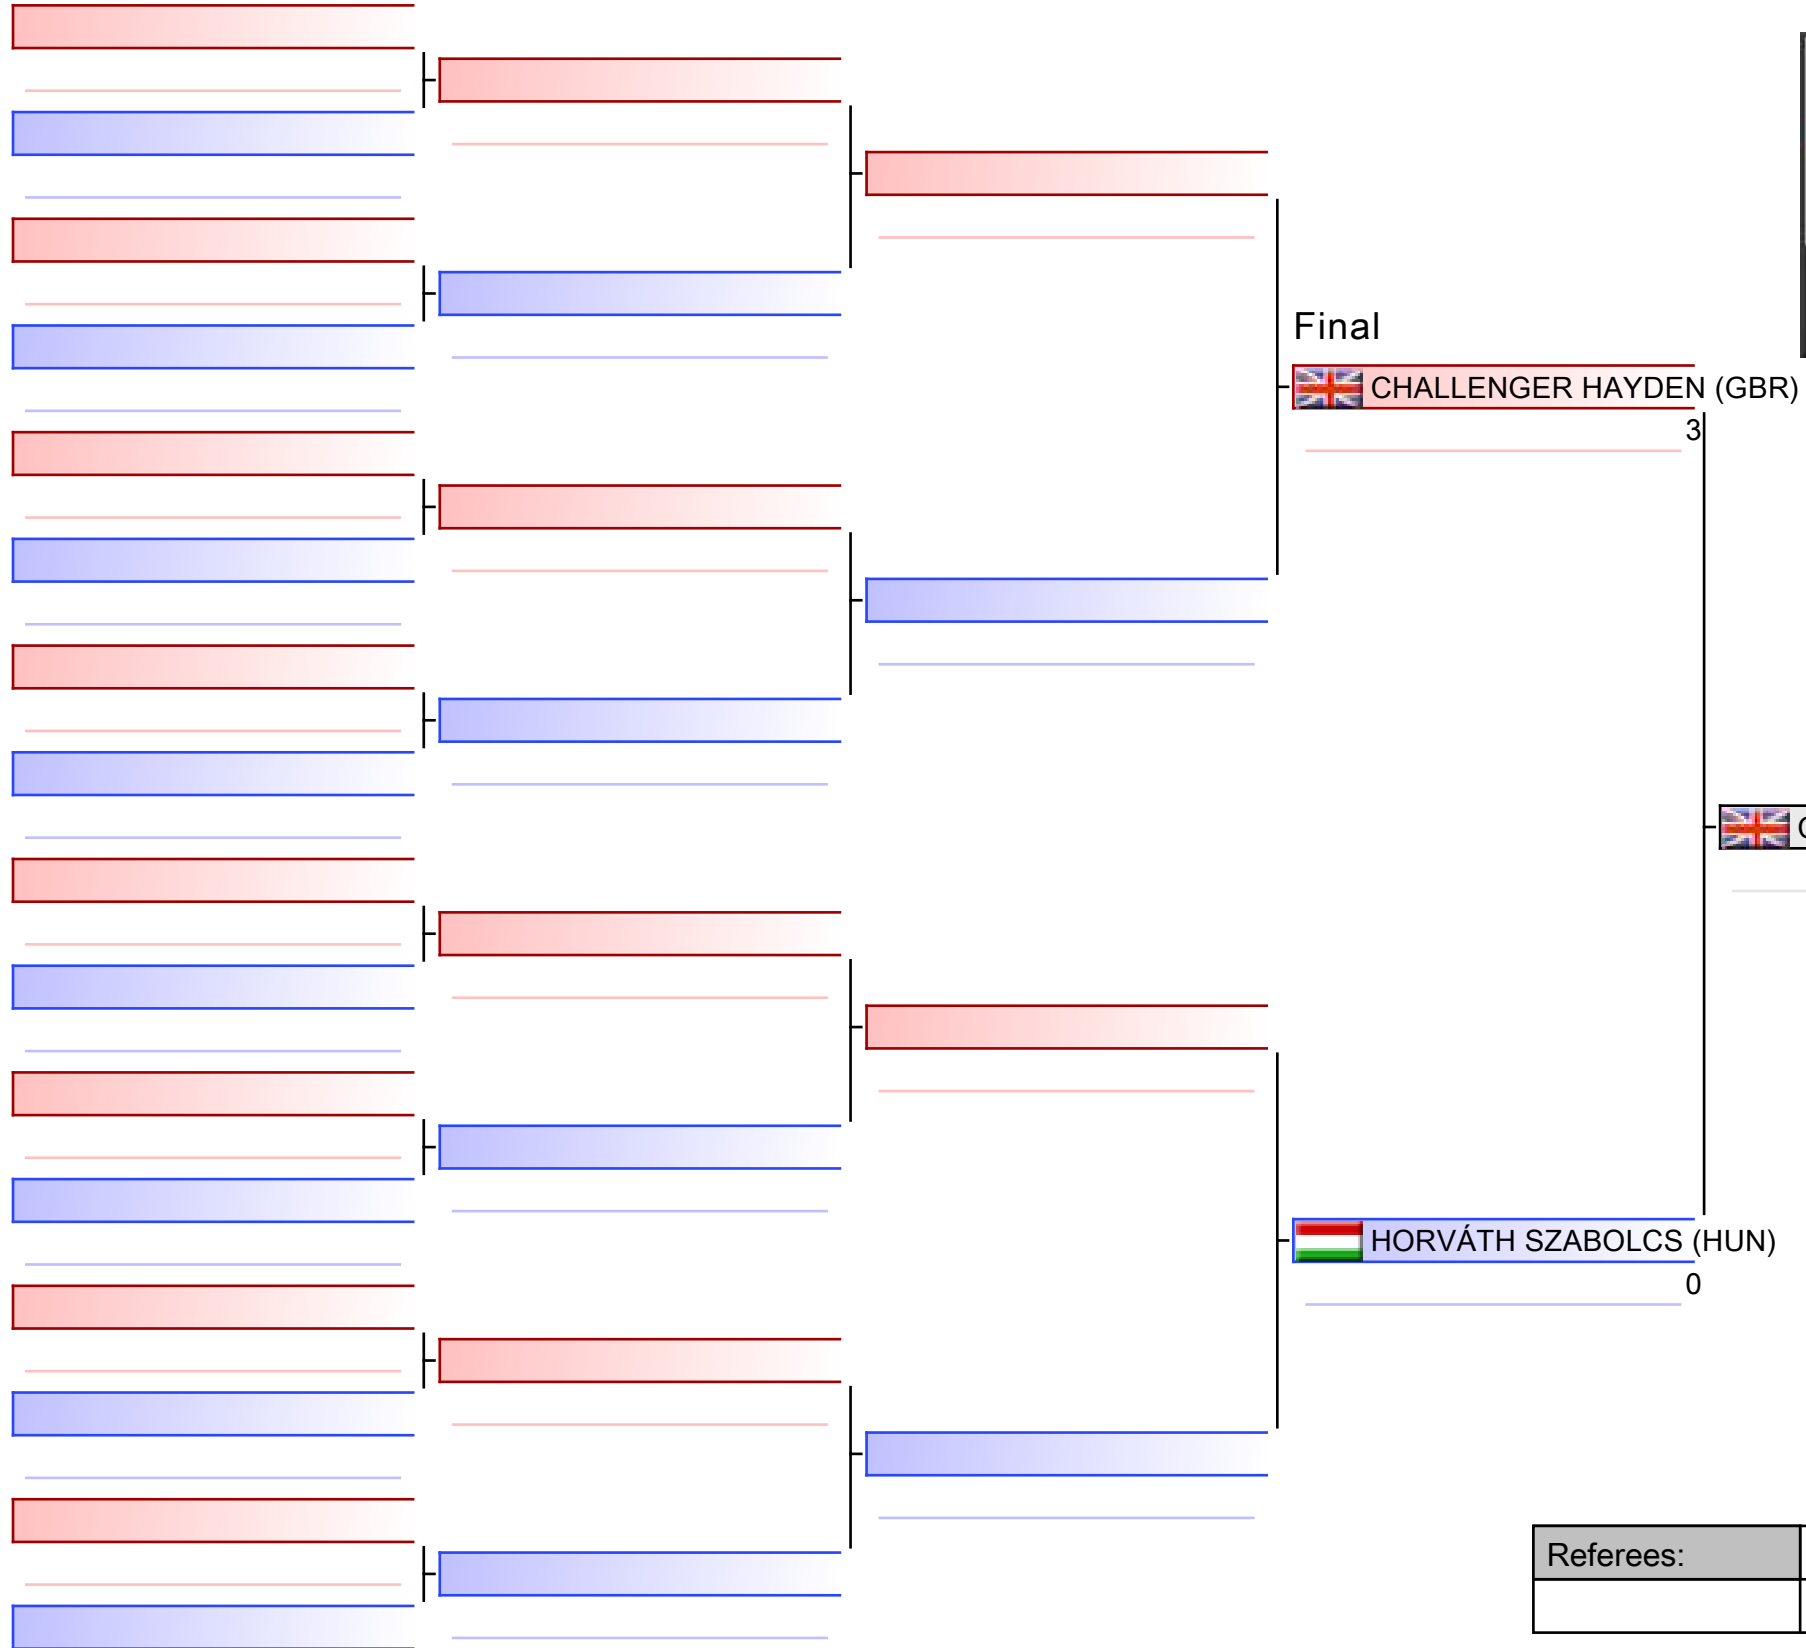 Final
CHALLENGER HAYDEN (GBR)
3
HORVÁTH SZABOLCS (HUN)
0
Referees: